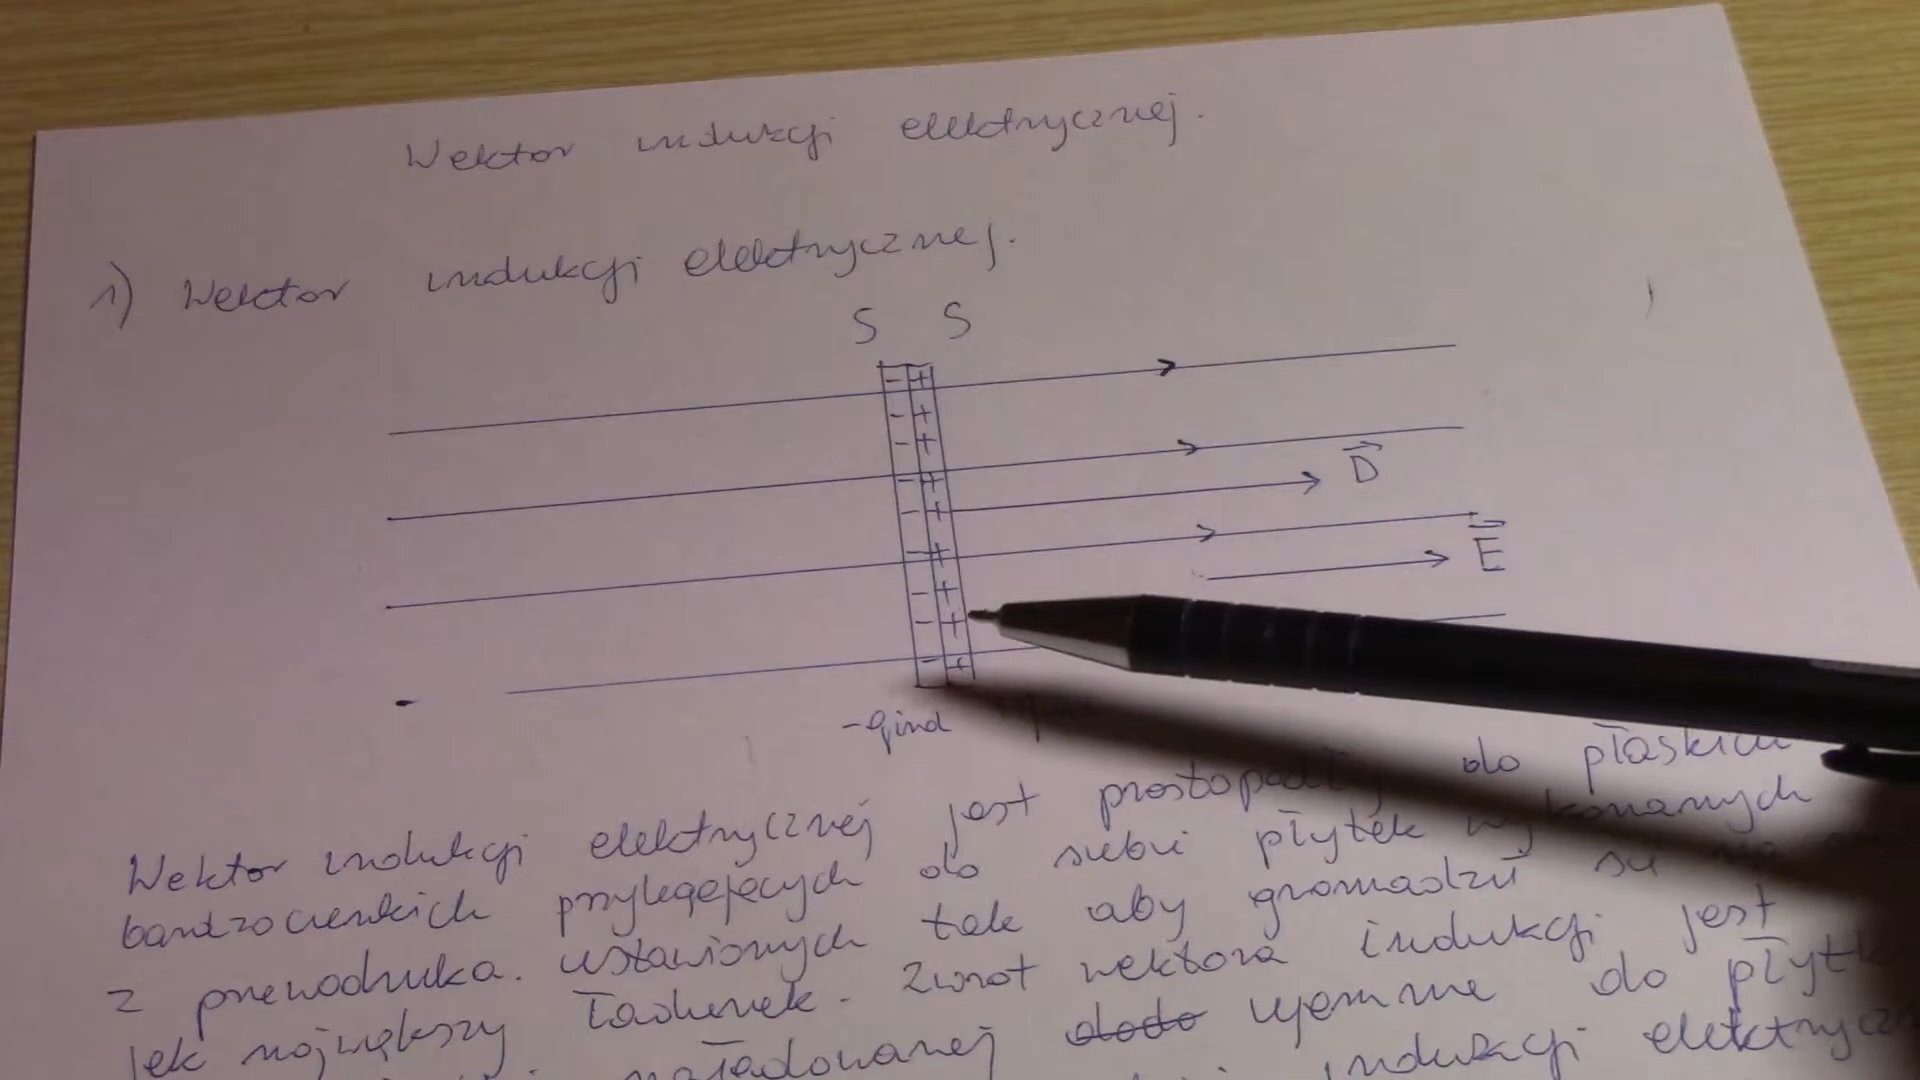 Wektor indukcji elektrycznej.
1) Wektor indukcji elektrycznej.
S S
- +
- +
- +
- +
- +
- +
- +
- +
- +
D
E
-qind
Wektor indukcji elektrycznej jest prostopadły do płaskich
bardzo cienkich przylegających do siebie płytek wykonanych
z przewodnika. ustawionych tak aby gromadził się na
jak największy ładunek. Zwrot wektora indukcji jest
naładowanej ujemnie do płytk
indukcji elektrycz